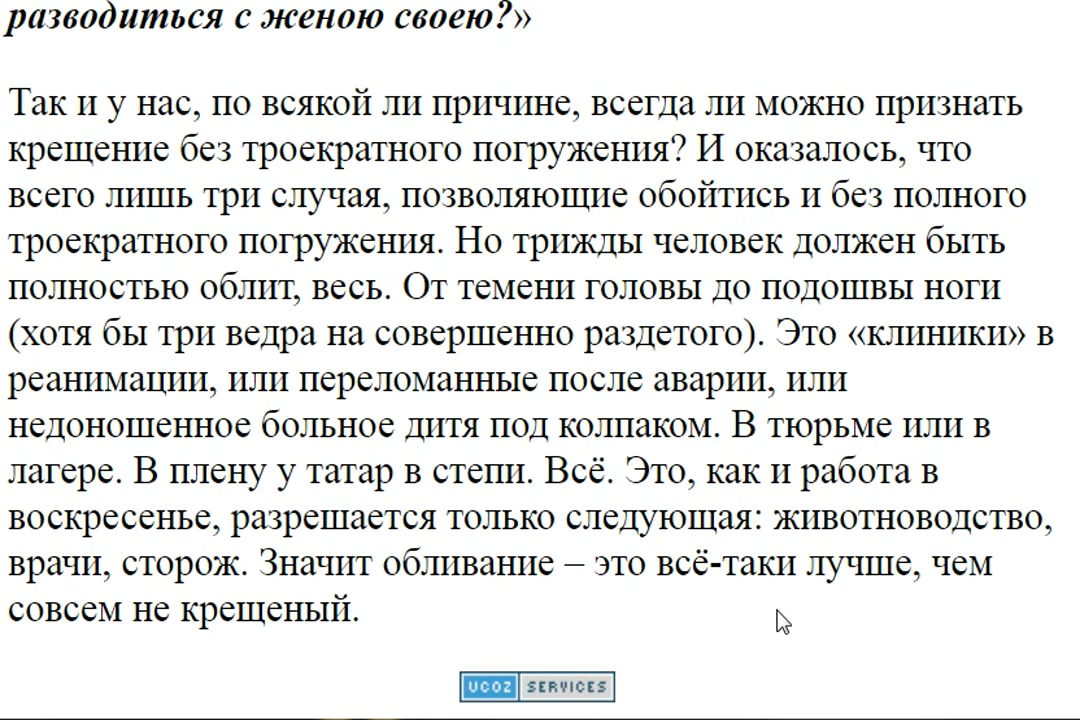 разводиться с женою своею?»
Так и у нас, по всякой ли причине, всегда ли можно признать
крещение без троекратного погружения? И оказалось, что
всего лишь три случая, позволяющие обойтись и без полного
троекратного погружения. Но трижды человек должен быть
полностью облит, весь. От темени головы до подошвы ноги
(хотя бы три ведра на совершенно раздетого). Это «клиники» в
реанимации, или переломанные после аварии, или
недоношенное больное дитя под колпаком. В тюрьме или в
лагере. В плену у татар в степи. Всё. Это, как и работа в
воскресенье, разрешается только следующая: животноводство,
врачи, сторож. Значит обливание – это всё-таки лучше, чем
совсем не крещеный.
UCOZ SERVICES